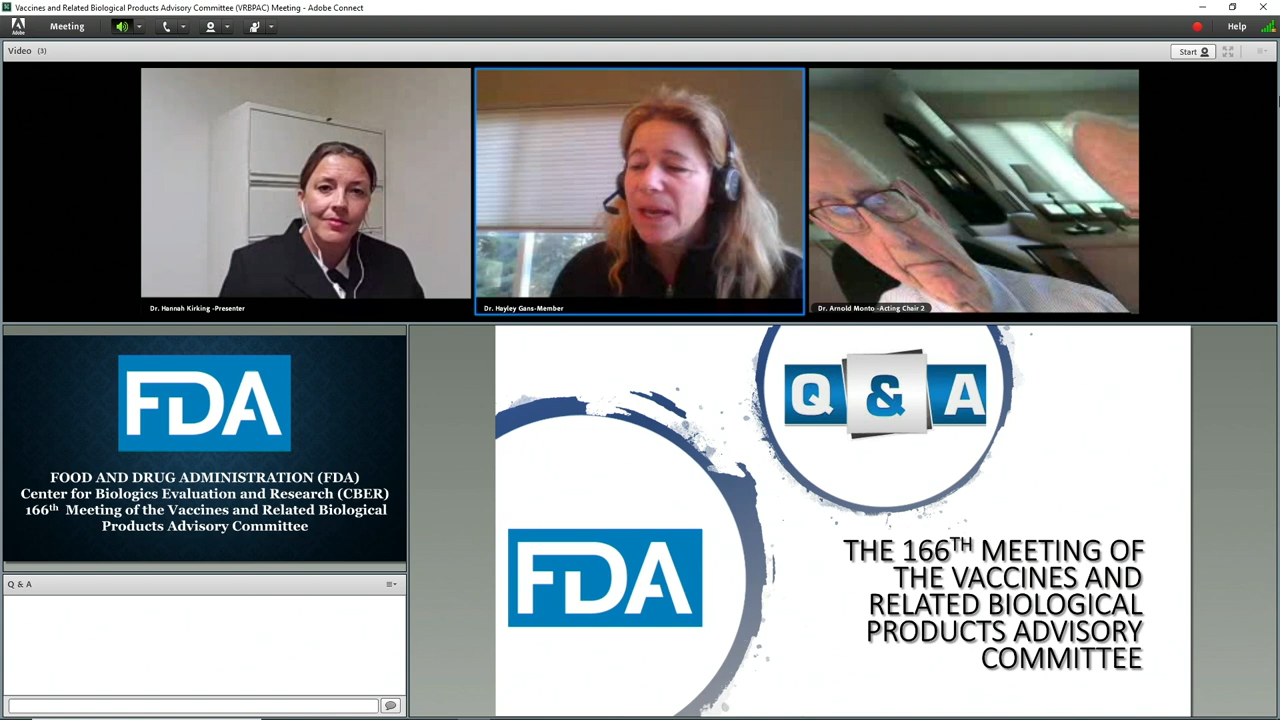 Vaccines and Related Biological Products Advisory Committee (VRBPAC) Meeting - Adobe Connect
Adobe
Meeting
Help
Video (3)
Start
Dr. Hannah Kirking -Presenter
Dr. Hayley Gans-Member
Dr. Arnold Monto -Acting Chair 2
FDA
FOOD AND DRUG ADMINISTRATION (FDA)
Center for Biologics Evaluation and Research (CBER)
166th Meeting of the Vaccines and Related Biological
Products Advisory Committee
Q & A
Q & A
FDA
THE 166TH MEETING OF
THE VACCINES AND
RELATED BIOLOGICAL
PRODUCTS ADVISORY
COMMITTEE